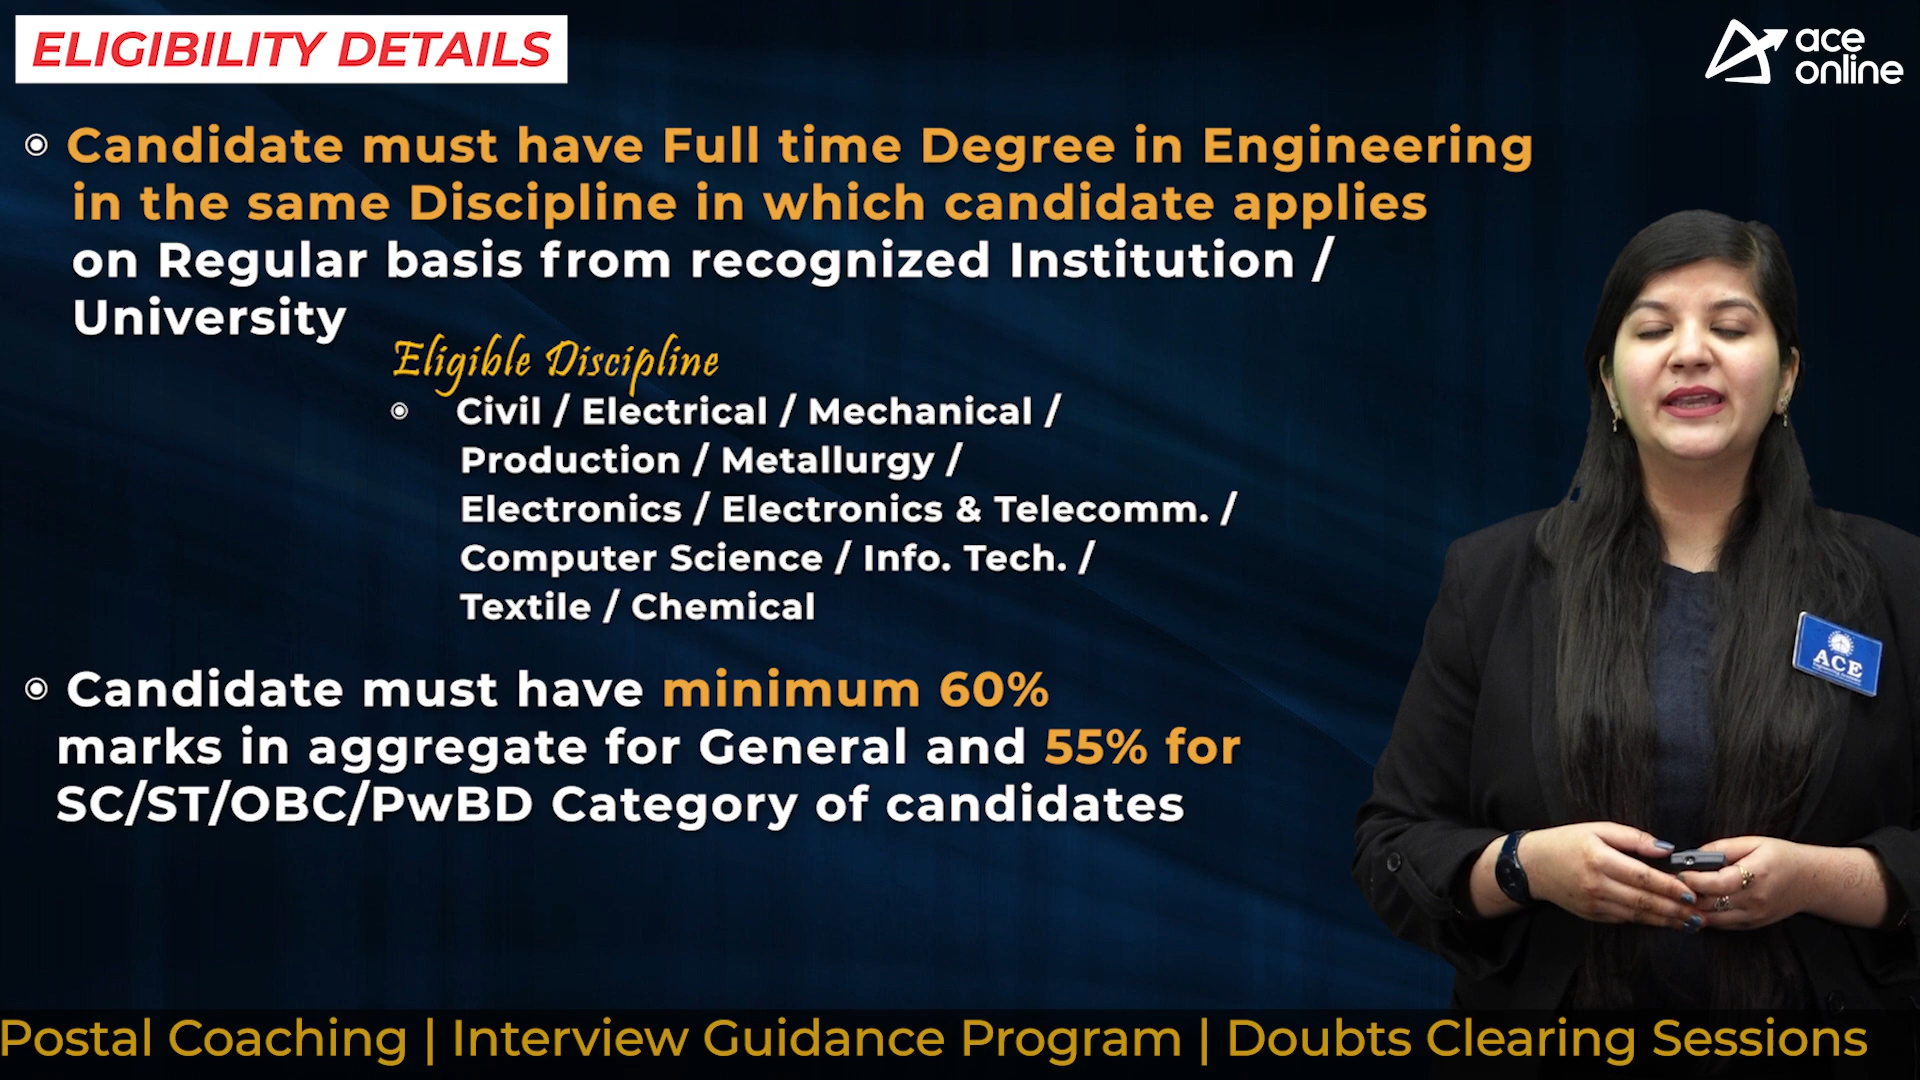 ELIGIBILITY DETAILS
ace
online
Candidate must have Full time Degree in Engineering
in the same Discipline in which candidate applies
on Regular basis from recognized Institution /
University
Eligible Discipline
Civil / Electrical / Mechanical /
Production / Metallurgy /
Electronics / Electronics & Telecomm. /
Computer Science / Info. Tech. /
Textile / Chemical
Candidate must have minimum 60%
marks in aggregate for General and 55% for
SC/ST/OBC/PwBD Category of candidates
ACE
Postal Coaching | Interview Guidance Program | Doubts Clearing Sessions